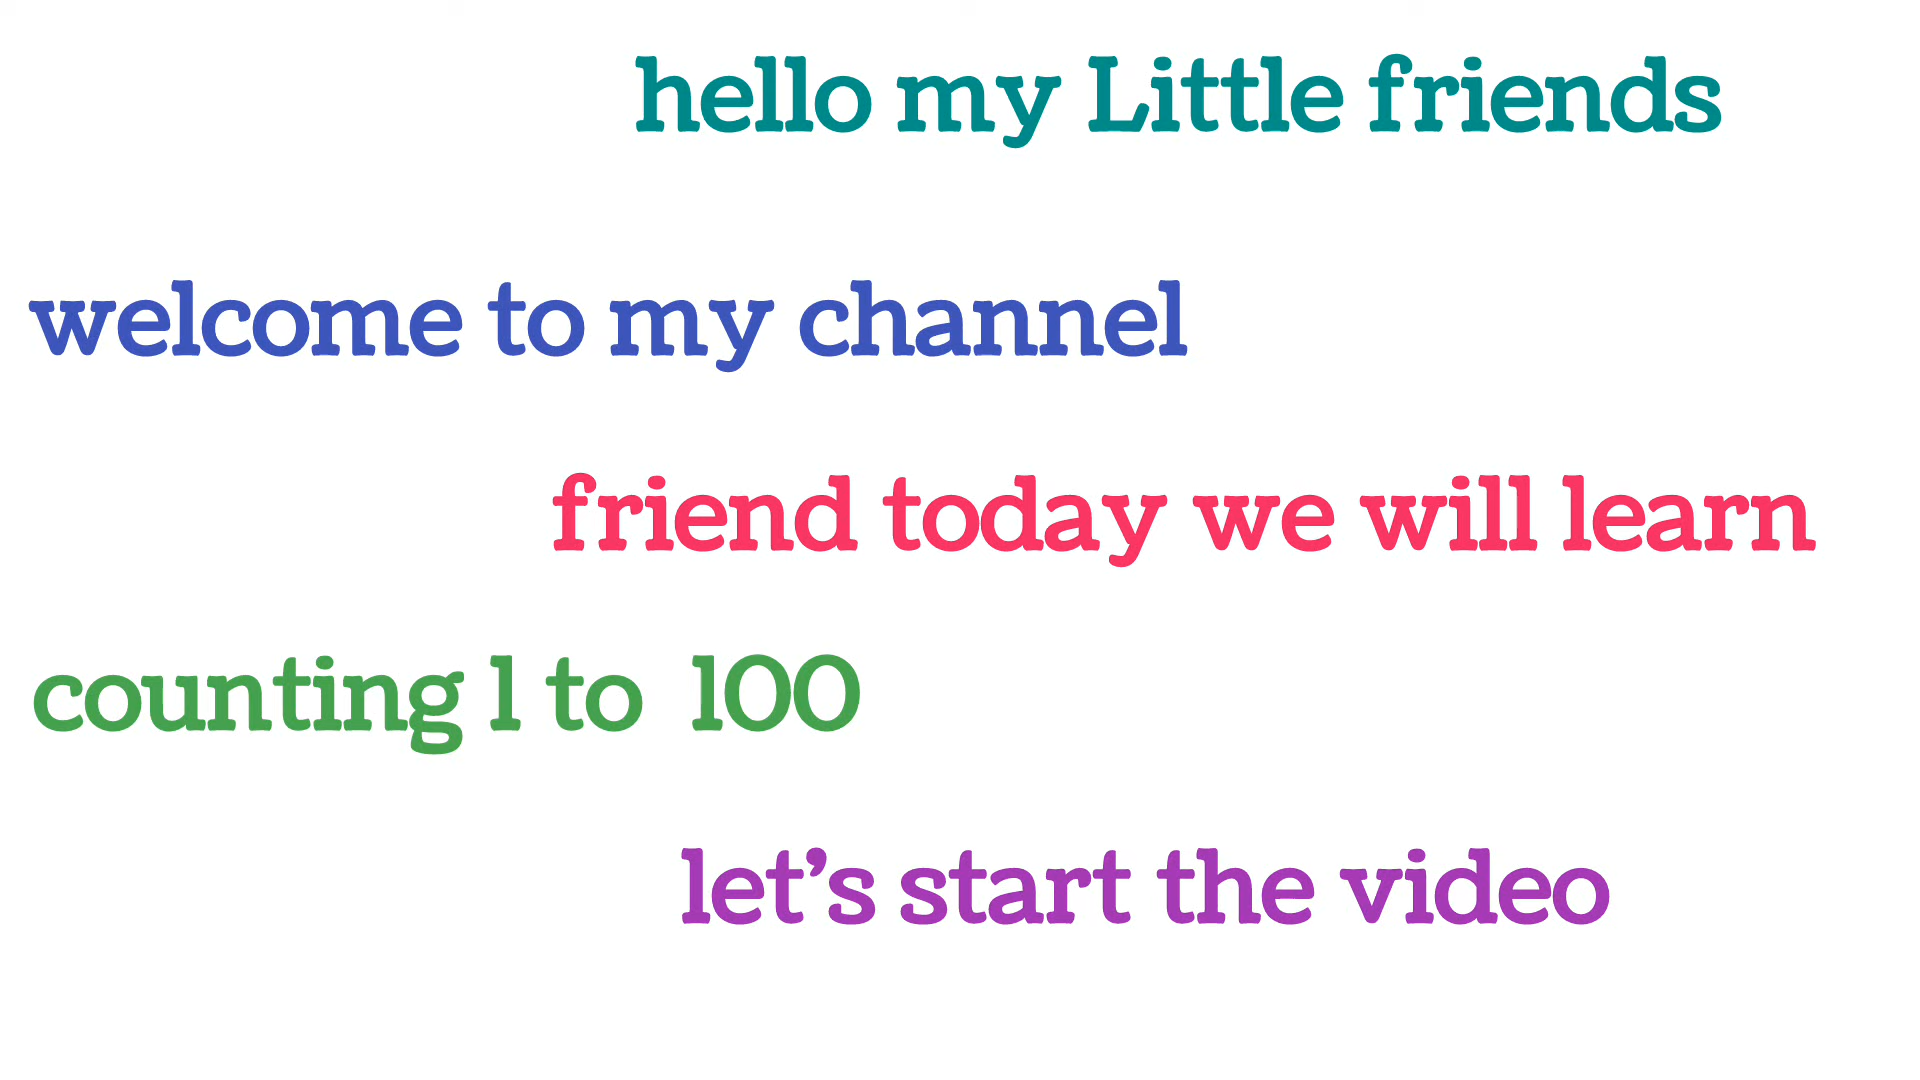 hello my Little friends
welcome to my channel
friend today we will learn
counting 1 to 100
let’s start the video